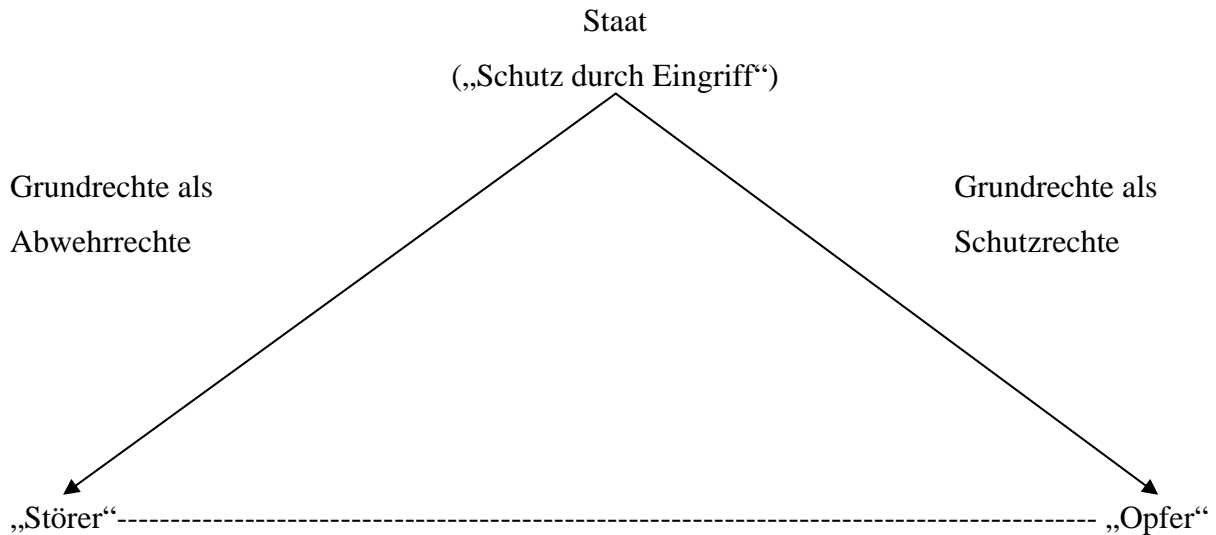 Staat
(„Schutz durch Eingriff“)
Grundrechte als
Abwehrrechte
Grundrechte als
Schutzrechte
„Störer“-------------------------------------------------------------------------------------------- „Opfer“